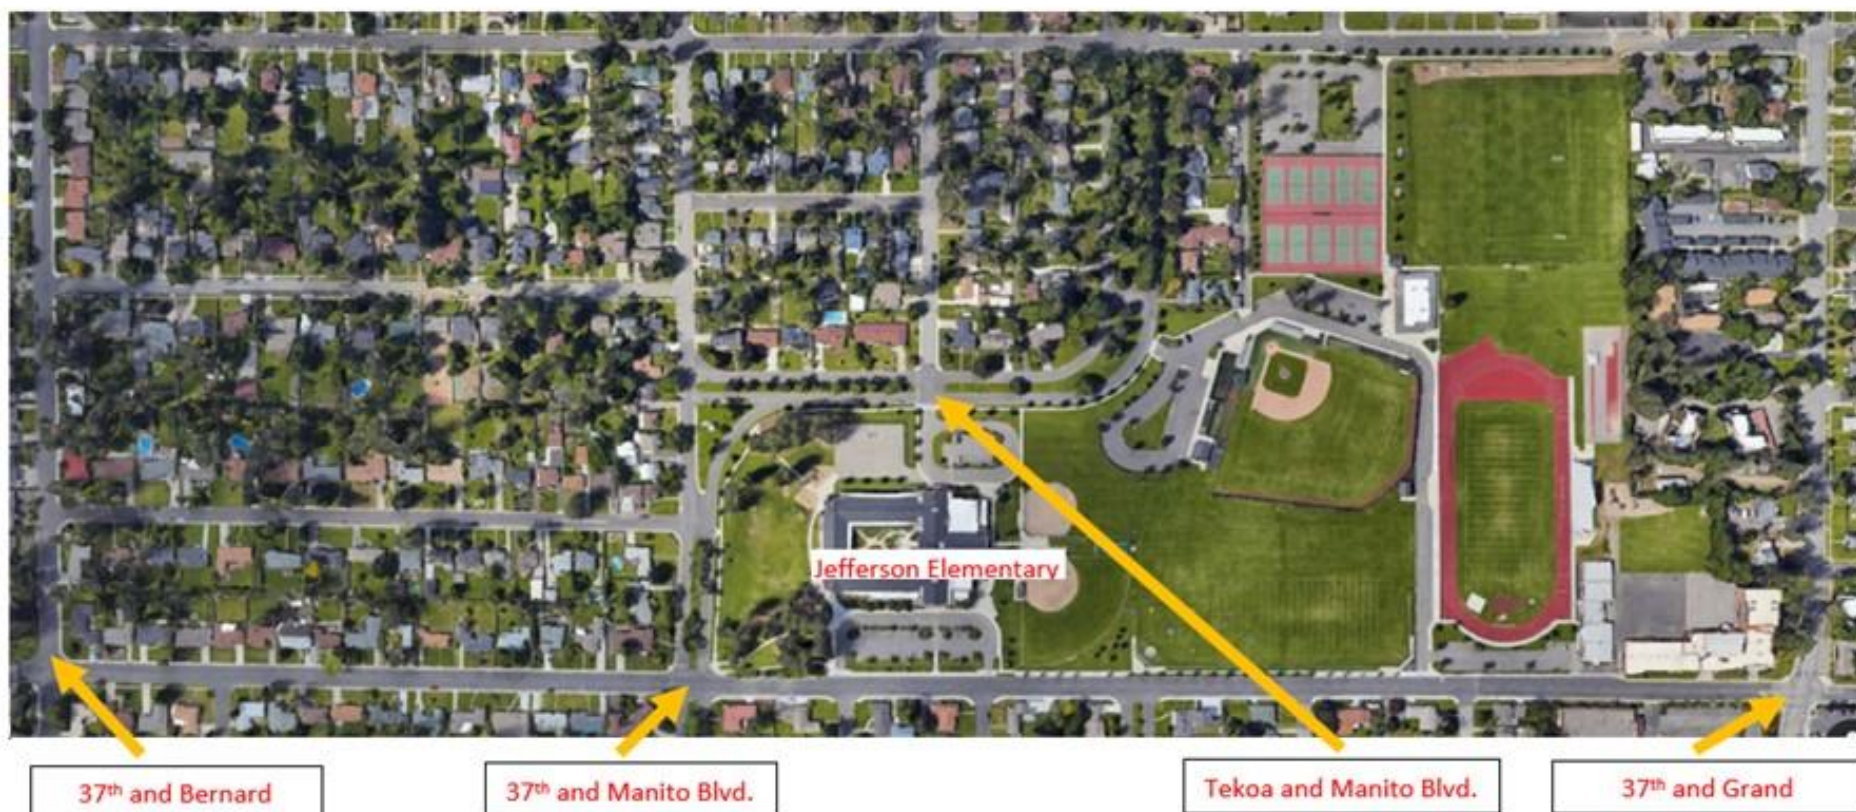 Jefferson Elementary
37th and Bernard
37th and Manito Blvd.
Tekoa and Manito Blvd.
37th and Grand